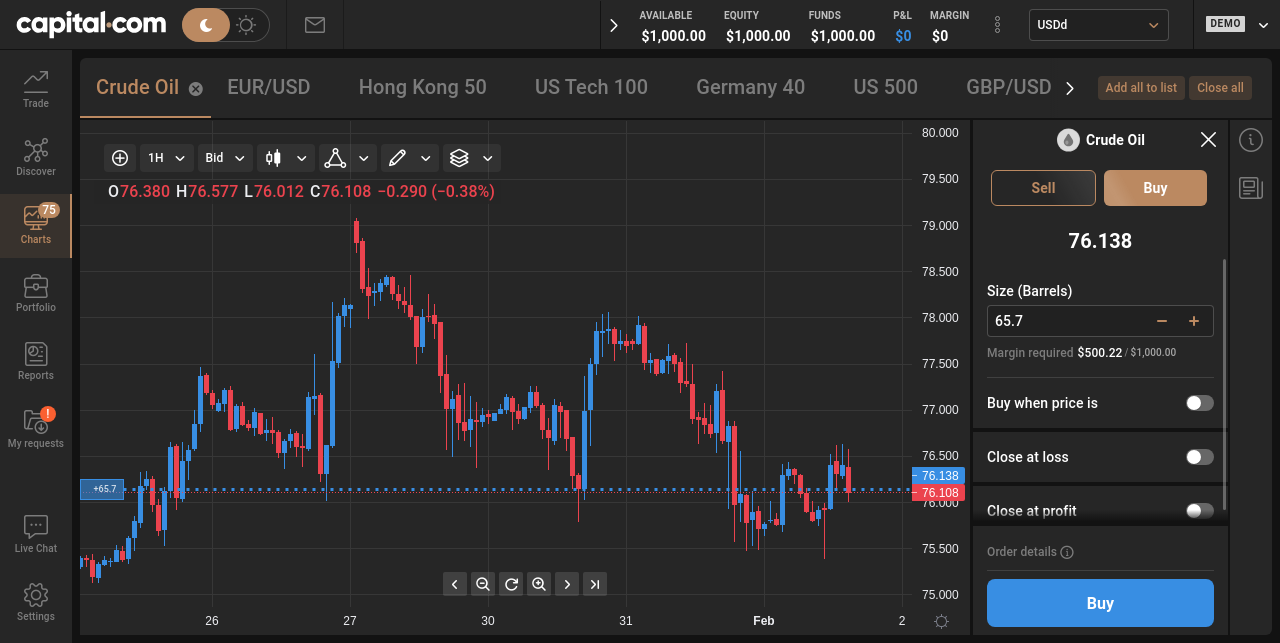 capital.com
AVAILABLE EQUITY FUNDS P&L MARGIN
$1,000.00 $1,000.00 $1,000.00 $0 $0
USDd
DEMO
Trade
Discover
75
Charts
Portfolio
Reports
!
My requests
Live Chat
Settings
Crude Oil EUR/USD Hong Kong 50 US Tech 100 Germany 40 US 500 GBP/USD
Add all to list Close all
1H Bid
O76.380 H76.577 L76.012 C76.108 −0.290 (−0.38%)
80.000
79.500
79.000
78.500
78.000
77.500
77.000
76.500
76.138
76.108
76.000
75.500
75.000
+65.7
26 27 30 31 Feb 2
Crude Oil
Sell Buy
76.138
Size (Barrels)
65.7 − +
Margin required $500.22 / $1,000.00
Buy when price is
Close at loss
Close at profit
Order details
Buy